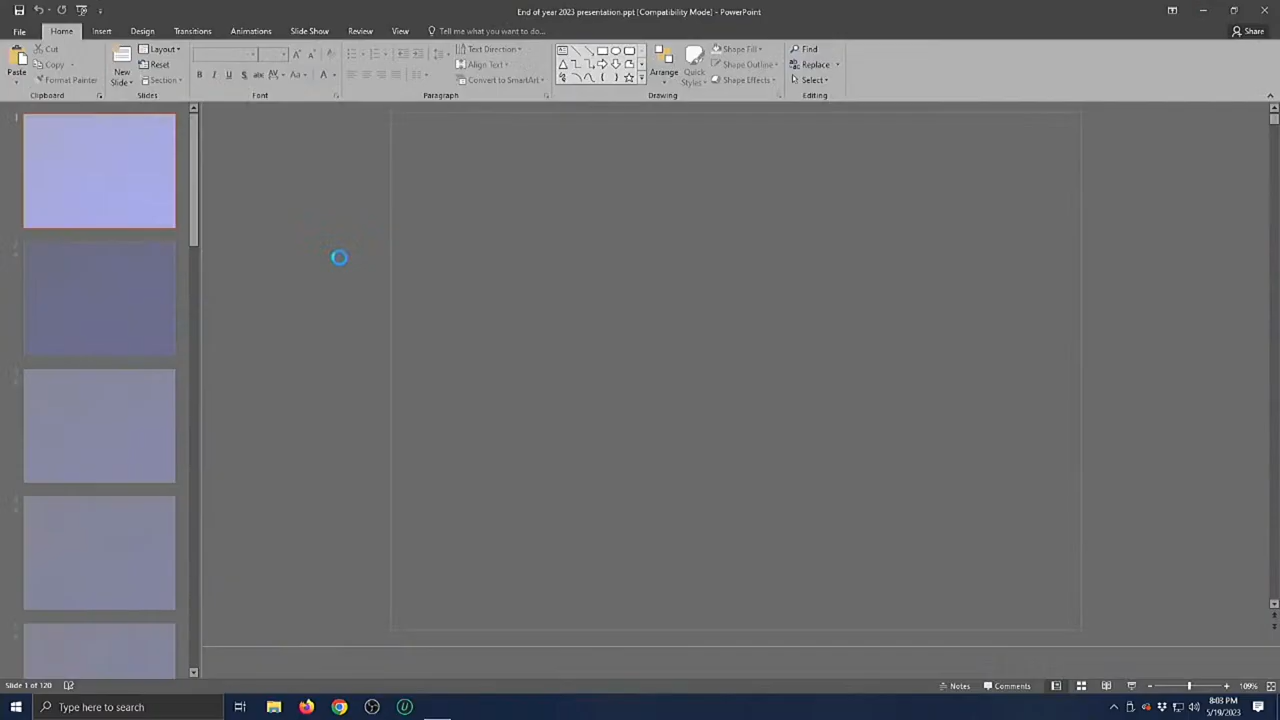 End of year 2023 presentation.ppt [Compatibility Mode] - PowerPoint
File Home Insert Design Transitions Animations Slide Show Review View Tell me what you want to do... Share
Paste
Cut
Copy
Format Painter
Clipboard
New
Slide
Layout
Reset
Section
Slides
B I U S abc AV Aa A
Font
Text Direction
Align Text
Convert to SmartArt
Paragraph
Arrange
Quick
Styles
Shape Fill
Shape Outline
Shape Effects
Drawing
Find
Replace
Select
Editing
1
Slide 1 of 120
Notes Comments 109%
Type here to search
8:03 PM
5/19/2023